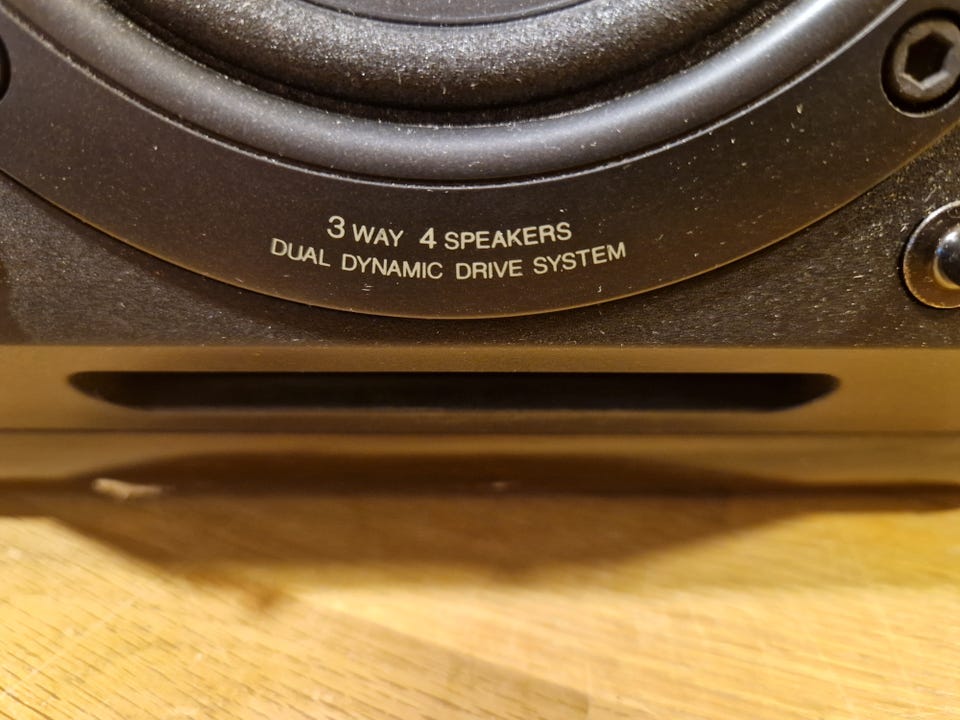 3 WAY 4 SPEAKERS
DUAL DYNAMIC DRIVE SYSTEM